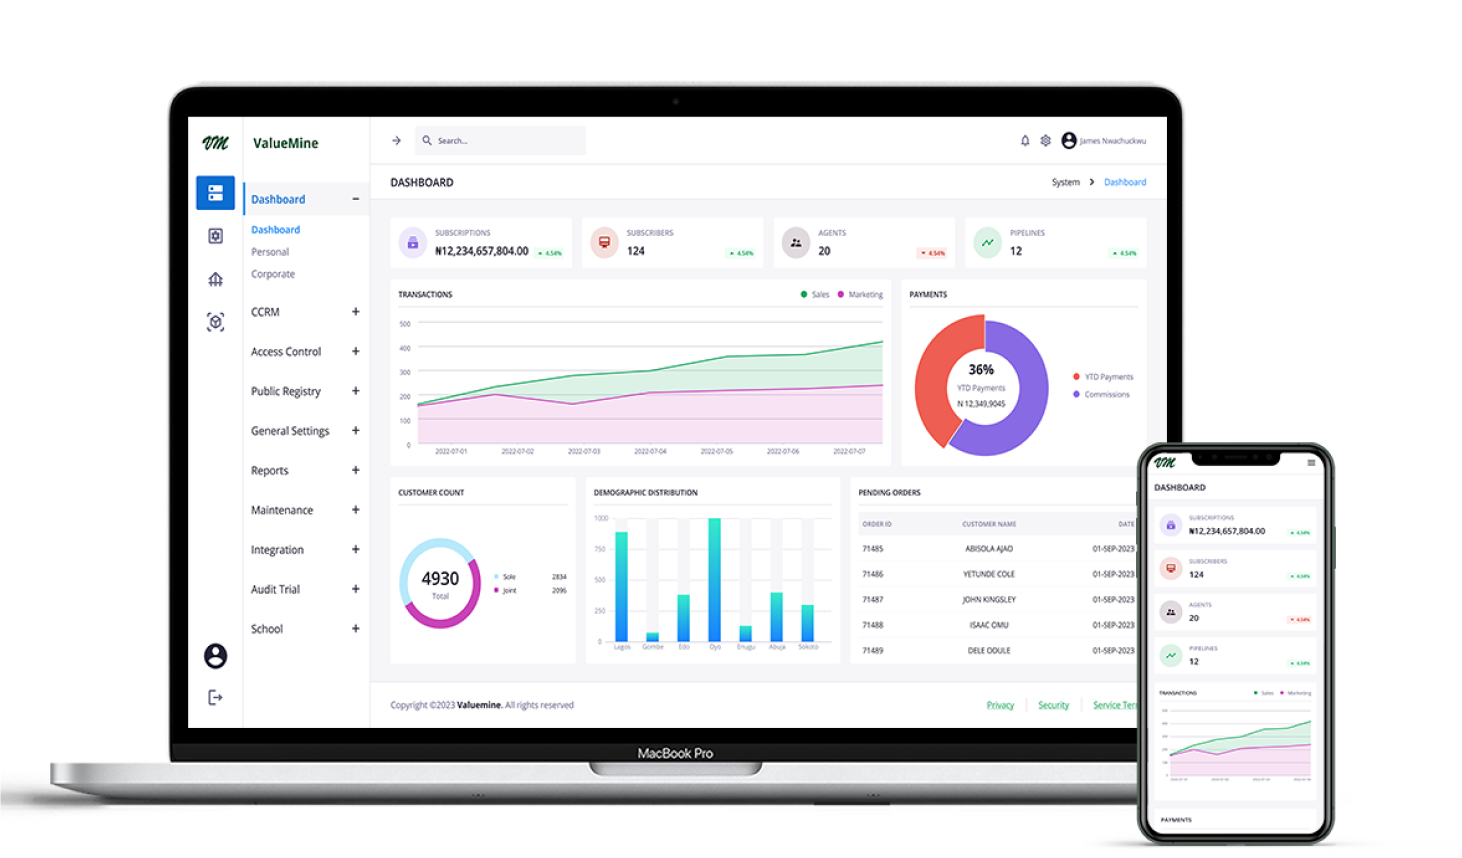 VM
ValueMine
Search...
James Nwachuckwu
DASHBOARD
System > Dashboard
Dashboard
Dashboard
Personal
Corporate
CCRM
Access Control
Public Registry
General Settings
Reports
Maintenance
Integration
Audit Trial
School
SUBSCRIPTIONS
₦12,234,657,804.00
4.54%
SUBSCRIBERS
124
4.54%
AGENTS
20
4.54%
PIPELINES
12
4.54%
TRANSACTIONS
Sales
Marketing
500
400
300
200
100
0
2022-07-01 2022-07-02 2022-07-03 2022-07-04 2022-07-05 2022-07-06 2022-07-07
PAYMENTS
36%
YTD Payments
N 12,349,9045
YTD Payments
Commissions
CUSTOMER COUNT
4930
Total
Sole 2834
Joint 2096
DEMOGRAPHIC DISTRIBUTION
1000
750
500
250
0
Lagos Gombe Edo Oyo Enugu Abuja Sokoto
PENDING ORDERS
ORDER ID CUSTOMER NAME DATE
71485 ABISOLA AJAO 01-SEP-2023
71486 YETUNDE COLE 01-SEP-2023
71487 JOHN KINGSLEY 01-SEP-2023
71488 ISAAC OMU 01-SEP-2023
71489 DELE ODULE 01-SEP-2023
Copyright ©2023 Valuemine. All rights reserved
Privacy
Security
Service Ter
MacBook Pro
VM
DASHBOARD
SUBSCRIPTIONS
₦12,234,657,804.00
4.54%
SUBSCRIBERS
124
4.54%
AGENTS
20
4.54%
PIPELINES
12
4.54%
TRANSACTIONS
Sales
Marketing
PAYMENTS